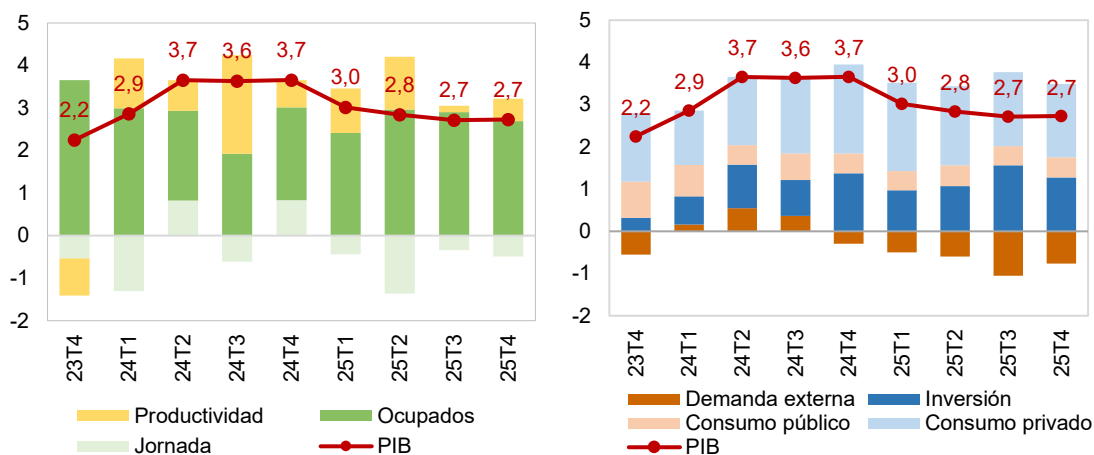 5
4
3
2
1
0
-1
-2
2,2
2,9
3,7
3,6
3,7
3,0
2,8
2,7
2,7
23T4
24T1
24T2
24T3
24T4
25T1
25T2
25T3
25T4
Productividad
Ocupados
Jornada
PIB
5
4
3
2
1
0
-1
-2
2,2
2,9
3,7
3,6
3,7
3,0
2,8
2,7
2,7
23T4
24T1
24T2
24T3
24T4
25T1
25T2
25T3
25T4
Demanda externa
Inversión
Consumo público
Consumo privado
PIB